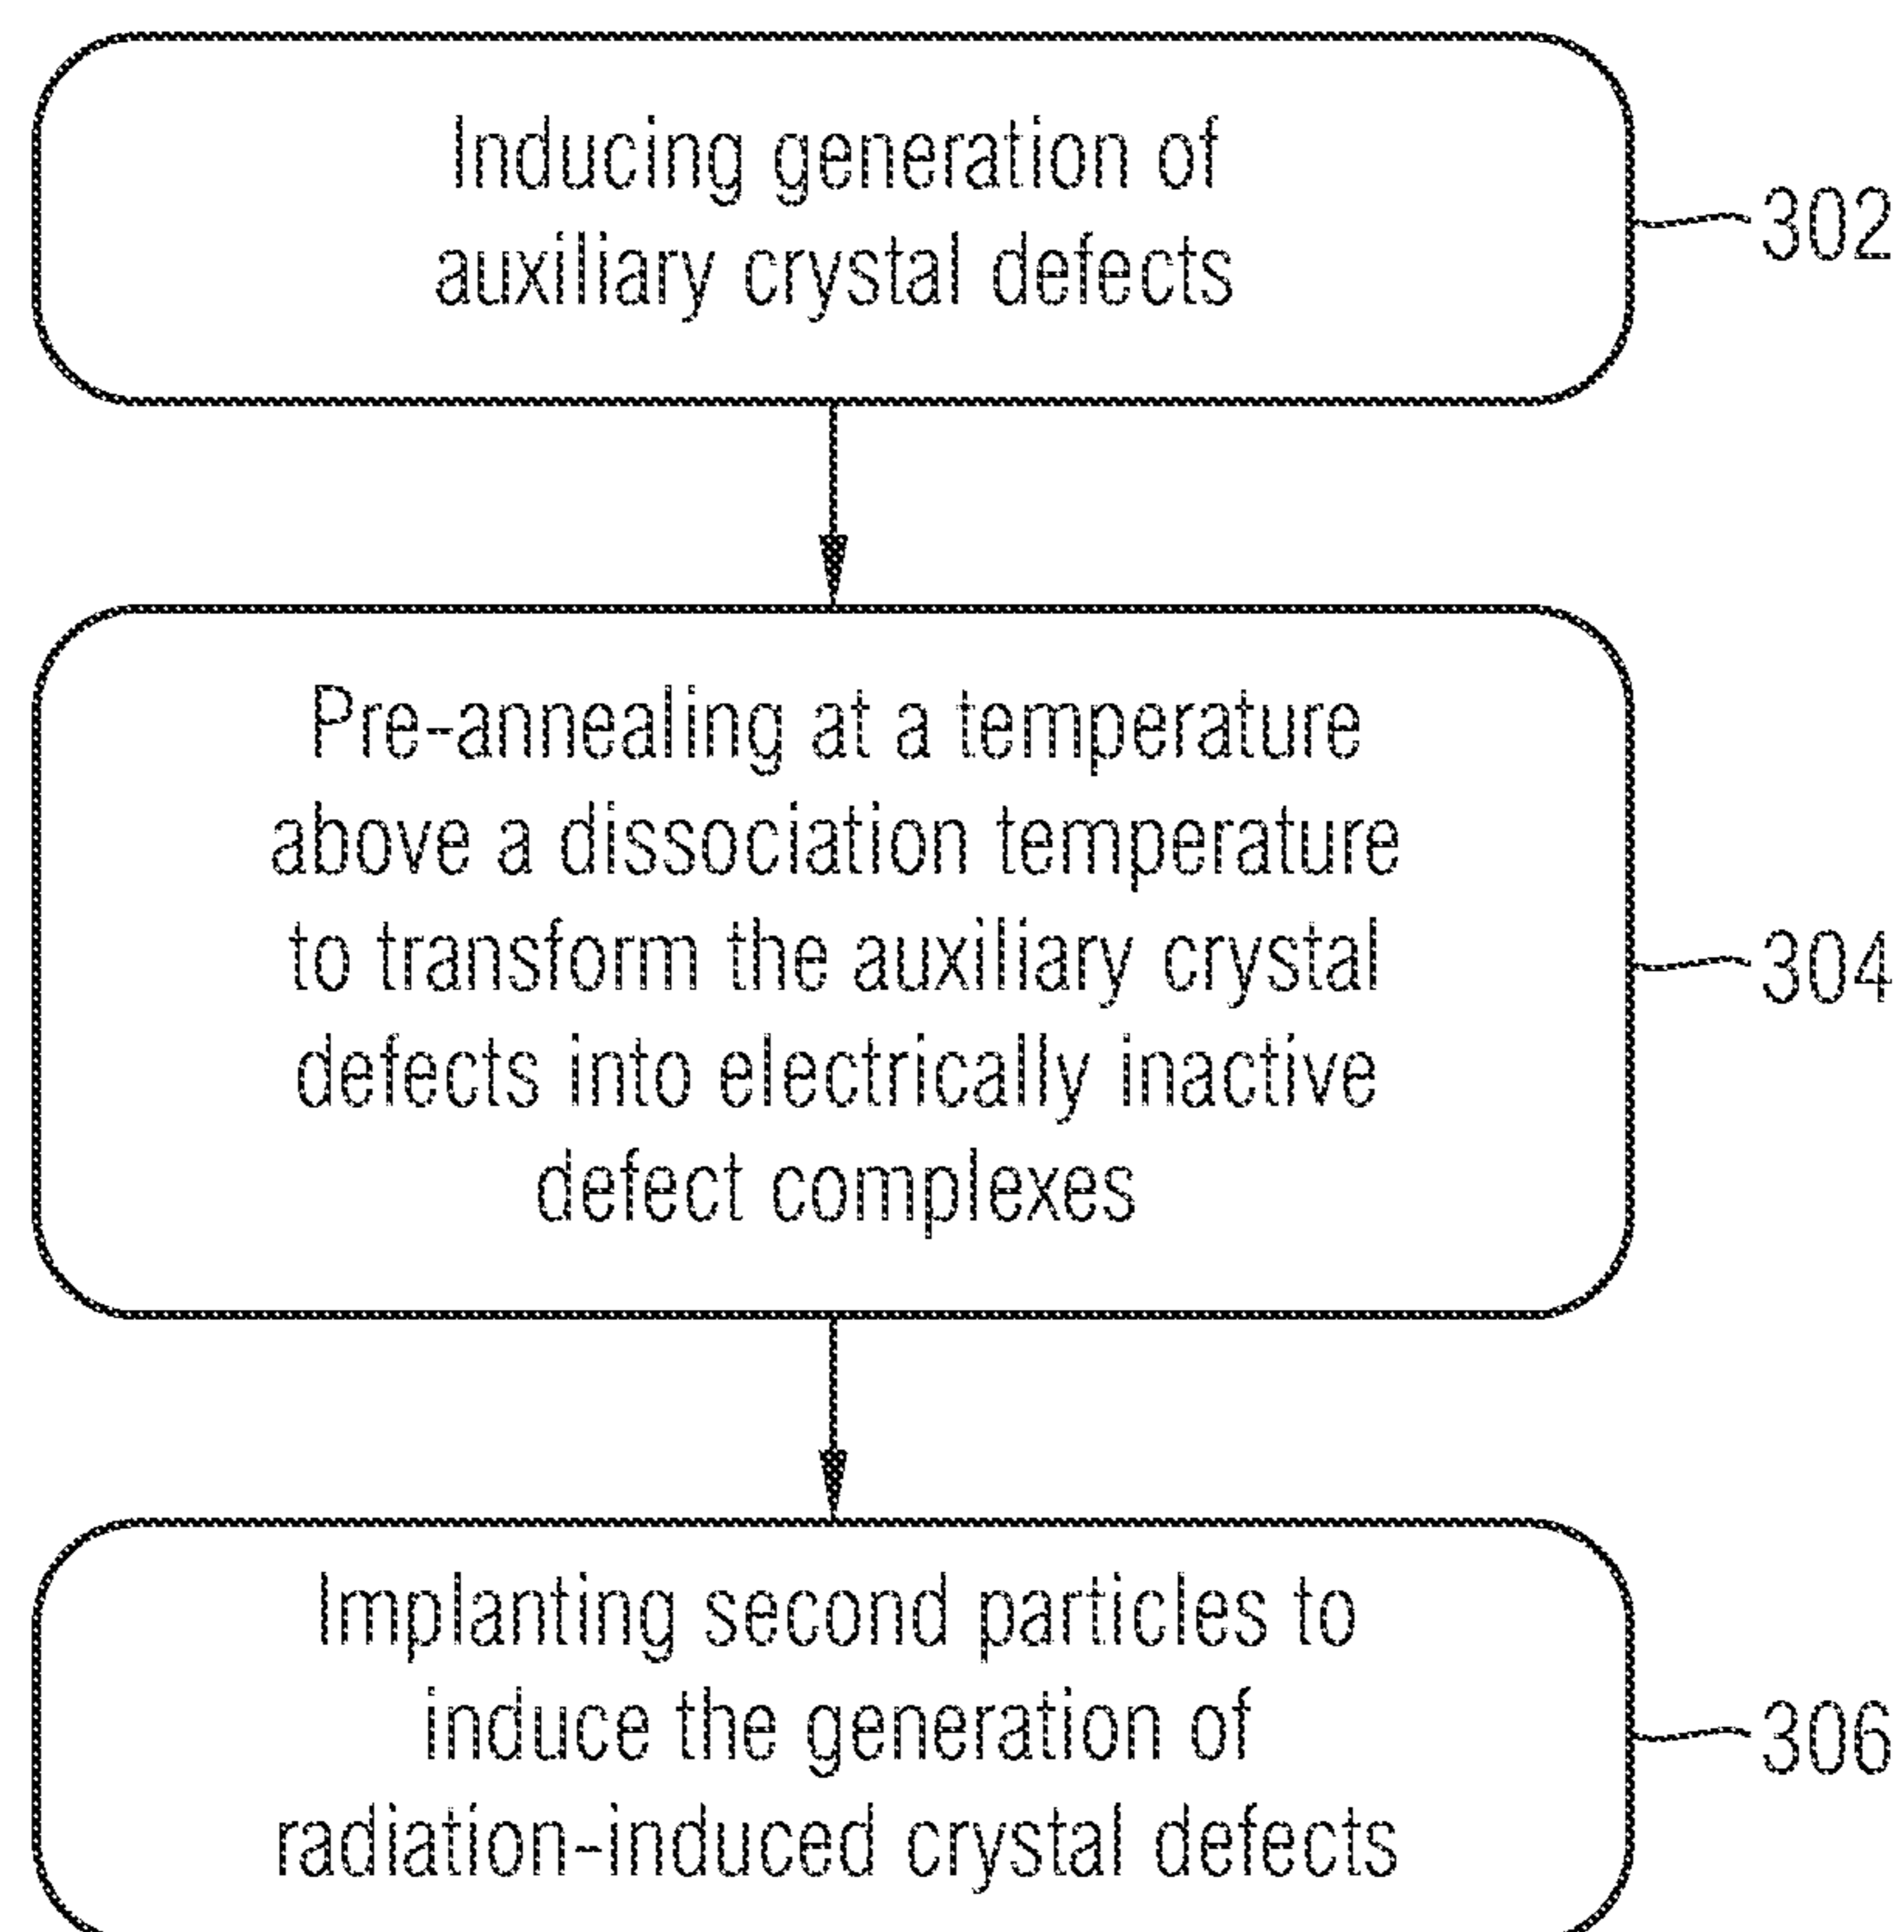 Inducing generation of
auxiliary crystal defects
302
Pre-annealing at a temperature
above a dissociation temperature
to transform the auxiliary crystal
defects into electrically inactive
defect complexes
304
Implanting second particles to
induce the generation of
radiation-induced crystal defects
306